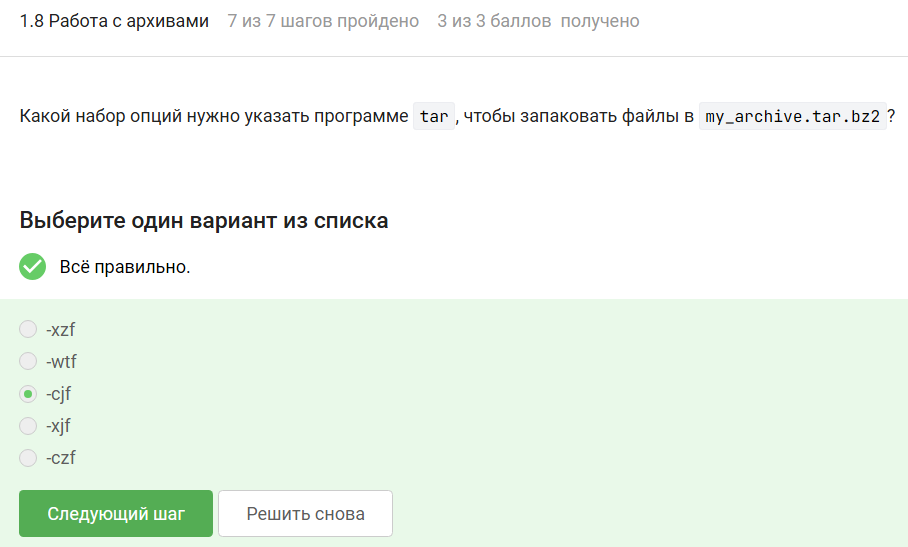 1.8 Работа с архивами 7 из 7 шагов пройдено 3 из 3 баллов получено
Какой набор опций нужно указать программе tar, чтобы запаковать файлы в my_archive.tar.bz2?
Выберите один вариант из списка
Всё правильно.
-xzf
-wtf
-cjf
-xjf
-czf
Следующий шаг Решить снова